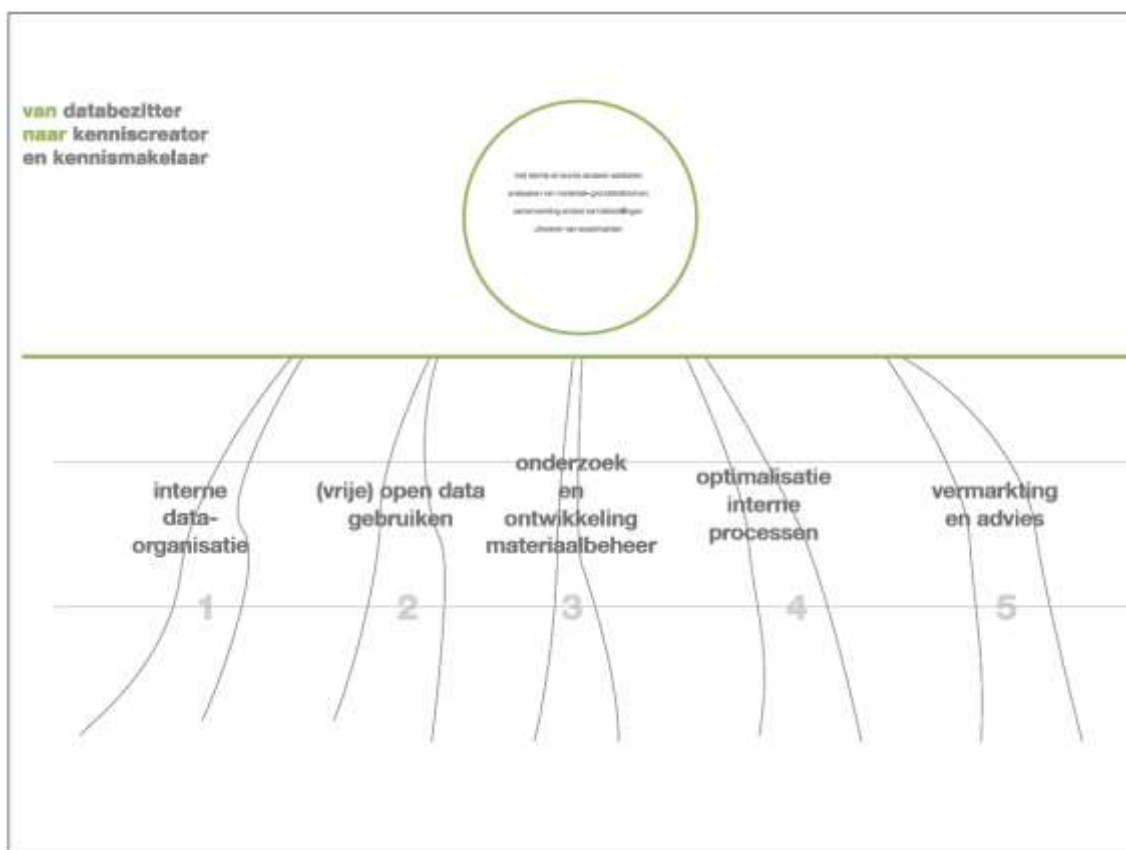 van databezitter
naar kenniscreator
en kennismakelaar
interne
data-
organisatie
1
(vrije) open data
gebruiken
2
onderzoek
en
ontwikkeling
materiaalbeheer
3
optimalisatie
interne
processen
4
vermarkting
en advies
5